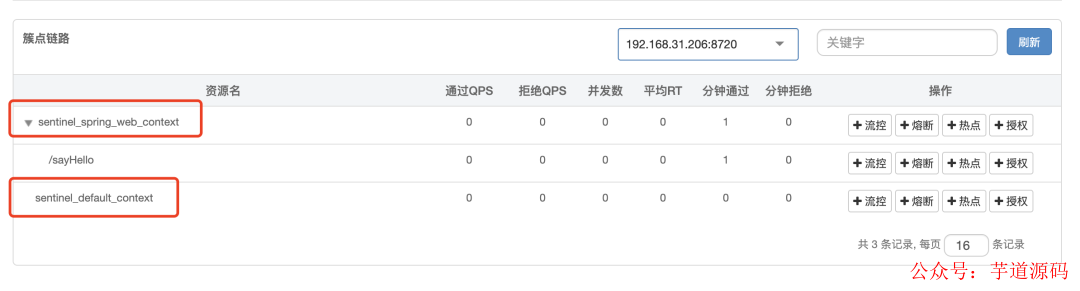 簇点链路
192.168.31.206:8720
关键字
刷新
资源名 通过QPS 拒绝QPS 并发数 平均RT 分钟通过 分钟拒绝 操作
sentinel_spring_web_context 0 0 0 0 1 0 +流控 +熔断 +热点 +授权
/sayHello 0 0 0 0 1 0 +流控 +熔断 +热点 +授权
sentinel_default_context 0 0 0 0 0 0 +流控 +熔断 +热点 +授权
共 3 条记录, 每页 16 条记录
公众号：芋道源码